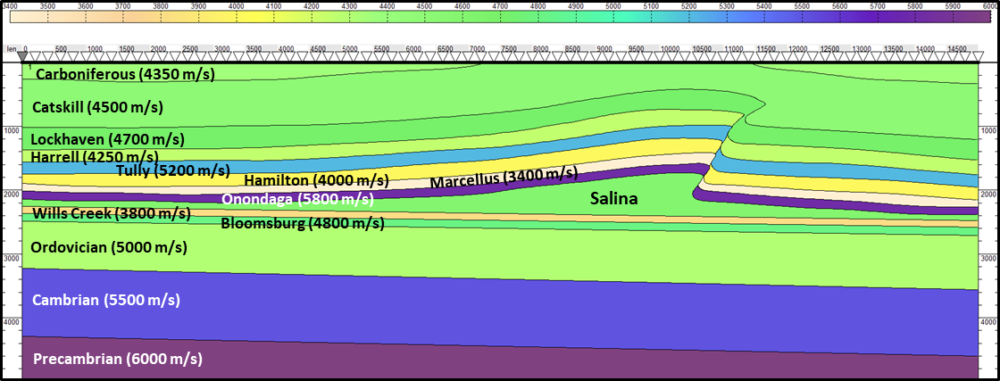 3400 3500 3600 3700 3800 3900 4000 4100 4200 4300 4400 4500 4600 4700 4800 4900 5000 5100 5200 5300 5400 5500 5600 5700 5800 5900 6000
len 0 500 1000 1500 2000 2500 3000 3500 4000 4500 5000 5500 6000 6500 7000 7500 8000 8500 9000 9500 10000 10500 11000 11500 12000 12500 13000 13500 14000 14500
1
Carboniferous (4350 m/s)
Catskill (4500 m/s)
1000 1000
Lockhaven (4700 m/s)
Harrell (4250 m/s)
Tully (5200 m/s)
Hamilton (4000 m/s)
Marcellus (3400 m/s)
2000 2000
Onondaga (5800 m/s)
Salina
Wills Creek (3800 m/s)
Bloomsburg (4800 m/s)
Ordovician (5000 m/s)
3000 3000
Cambrian (5500 m/s)
4000 4000
Precambrian (6000 m/s)